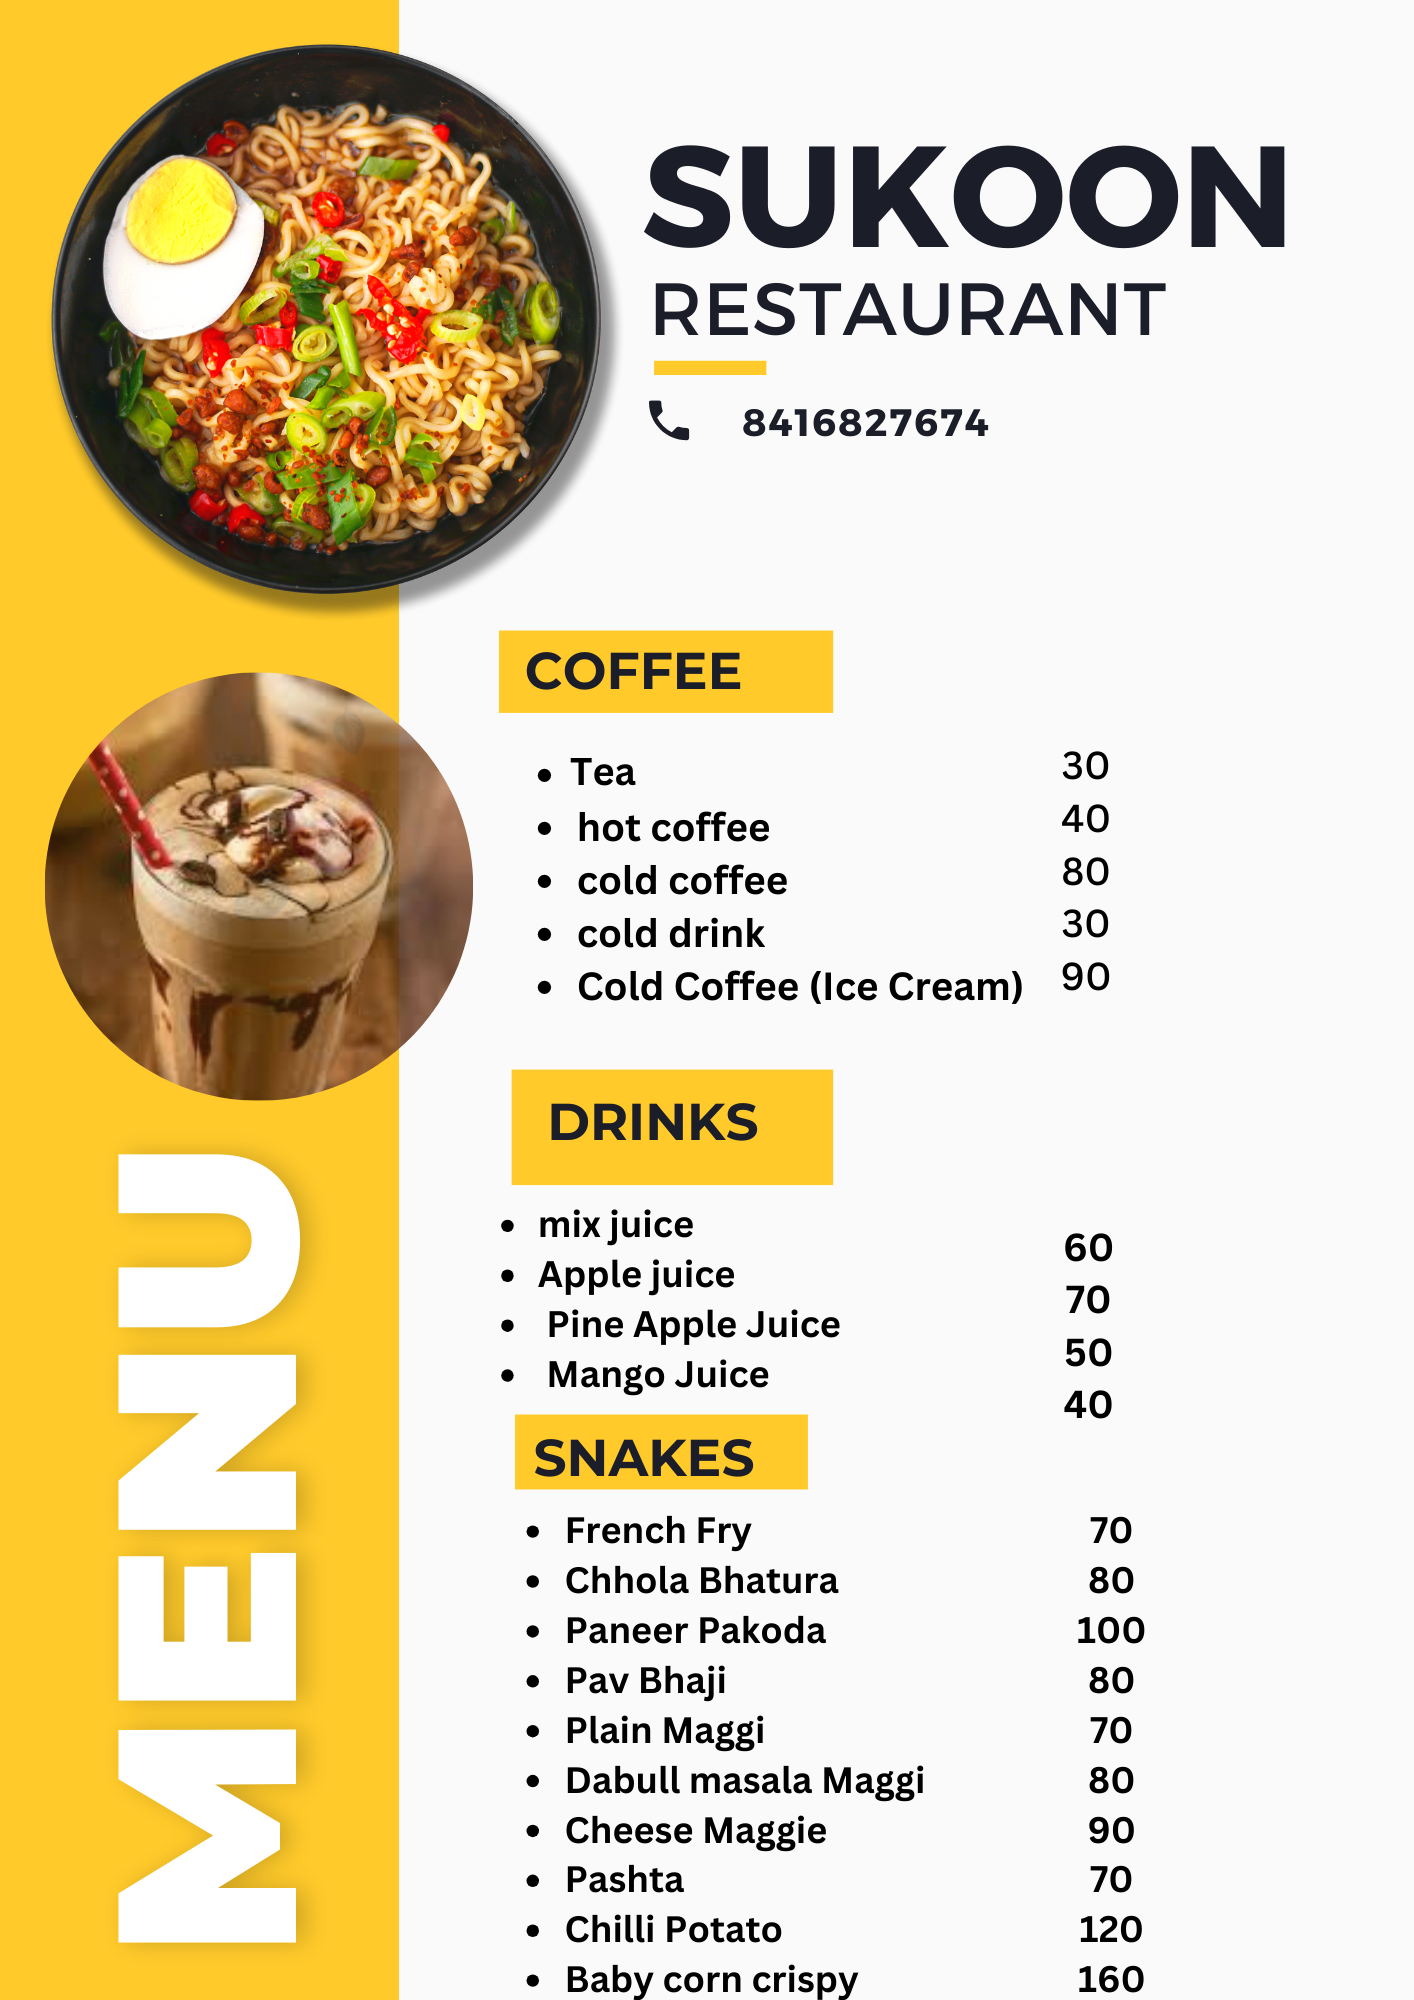 SUKOON
RESTAURANT
8416827674
COFFEE
Tea 30
hot coffee 40
cold coffee 80
cold drink 30
Cold Coffee (Ice Cream) 90
DRINKS
mix juice 60
Apple juice 70
Pine Apple Juice 50
Mango Juice 40
SNAKES
French Fry 70
Chhola Bhatura 80
Paneer Pakoda 100
Pav Bhaji 80
Plain Maggi 70
Dabull masala Maggi 80
Cheese Maggie 90
Pashta 70
Chilli Potato 120
Baby corn crispy 160
MENU